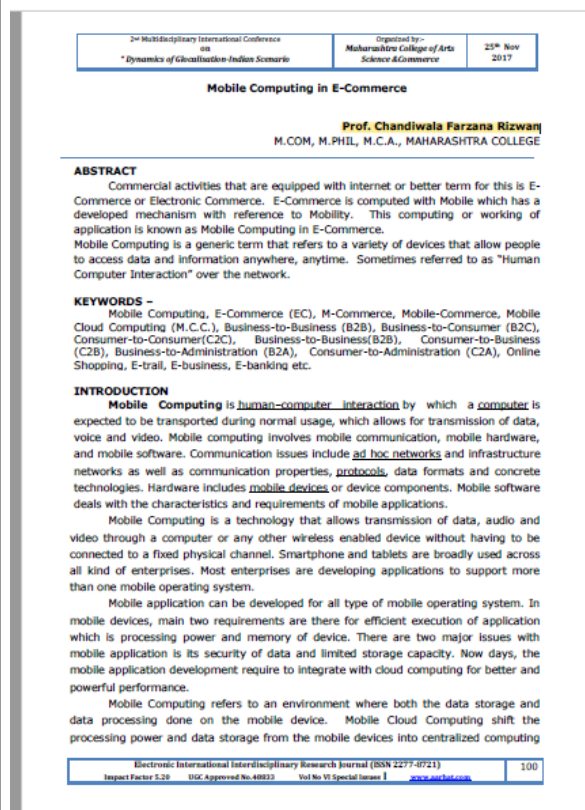 2nd Multidisciplinary International Conference
on
" Dynamics of Glocalisation-Indian Scenario
Organized by:-
Maharashtra College of Arts
Science &Commerce
25th Nov
2017
Mobile Computing in E-Commerce
Prof. Chandiwala Farzana Rizwan
M.COM, M.PHIL, M.C.A., MAHARASHTRA COLLEGE
ABSTRACT
Commercial activities that are equipped with internet or better term for this is E-
Commerce or Electronic Commerce. E-Commerce is computed with Mobile which has a
developed mechanism with reference to Mobility. This computing or working of
application is known as Mobile Computing in E-Commerce.
Mobile Computing is a generic term that refers to a variety of devices that allow people
to access data and information anywhere, anytime. Sometimes referred to as "Human
Computer Interaction" over the network.
KEYWORDS –
Mobile Computing, E-Commerce (EC), M-Commerce, Mobile-Commerce, Mobile
Cloud Computing (M.C.C.), Business-to-Business (B2B), Business-to-Consumer (B2C),
Consumer-to-Consumer(C2C), Business-to-Business(B2B), Consumer-to-Business
(C2B), Business-to-Administration (B2A), Consumer-to-Administration (C2A), Online
Shopping, E-trail, E-business, E-banking etc.
INTRODUCTION
Mobile Computing is human–computer interaction by which a computer is
expected to be transported during normal usage, which allows for transmission of data,
voice and video. Mobile computing involves mobile communication, mobile hardware,
and mobile software. Communication issues include ad hoc networks and infrastructure
networks as well as communication properties, protocols, data formats and concrete
technologies. Hardware includes mobile devices or device components. Mobile software
deals with the characteristics and requirements of mobile applications.
Mobile Computing is a technology that allows transmission of data, audio and
video through a computer or any other wireless enabled device without having to be
connected to a fixed physical channel. Smartphone and tablets are broadly used across
all kind of enterprises. Most enterprises are developing applications to support more
than one mobile operating system.
Mobile application can be developed for all type of mobile operating system. In
mobile devices, main two requirements are there for efficient execution of application
which is processing power and memory of device. There are two major issues with
mobile application is its security of data and limited storage capacity. Now days, the
mobile application development require to integrate with cloud computing for better and
powerful performance.
Mobile Computing refers to an environment where both the data storage and
data processing done on the mobile device. Mobile Cloud Computing shift the
processing power and data storage from the mobile devices into centralized computing
Electronic International Interdisciplinary Research Journal (ISSN 2277-8721)
Impact Factor 5.20 UGC Approved No.40833 Vol No VI Special Issues I www.aarhat.com
100